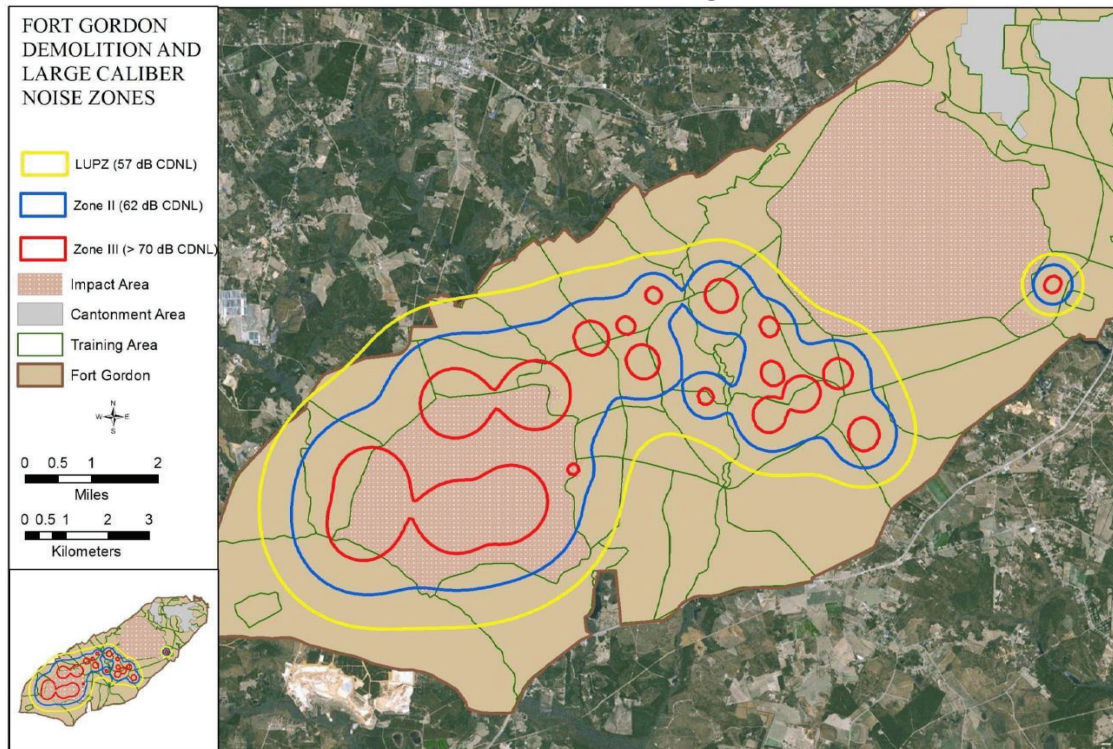 FORT GORDON
DEMOLITION AND
LARGE CALIBER
NOISE ZONES
LUPZ (57 dB CDNL)
Zone II (62 dB CDNL)
Zone III (> 70 dB CDNL)
Impact Area
Cantonment Area
Training Area
Fort Gordon
N
W E
S
0 0.5 1 2
Miles
0 0.5 1 2 3
Kilometers